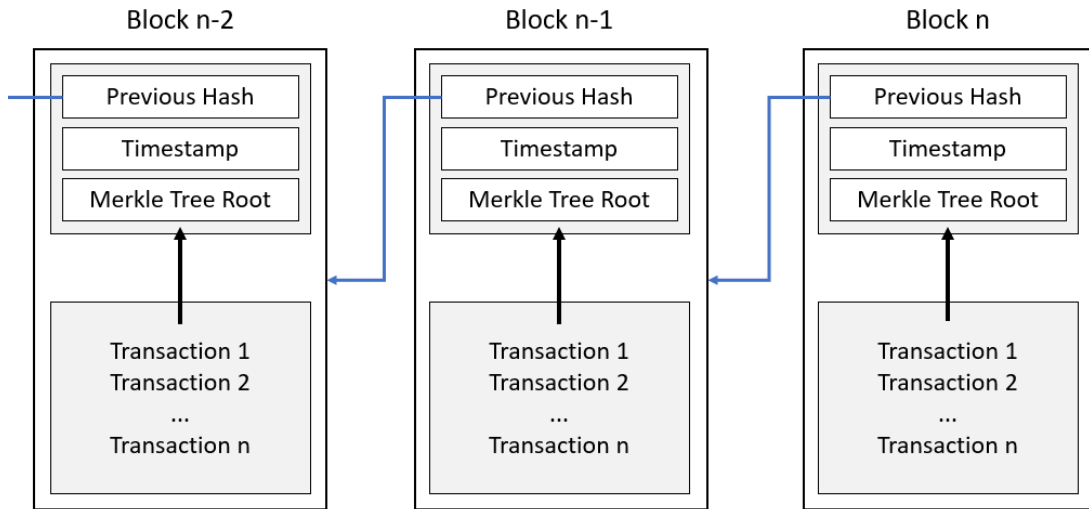 Block n-2
Previous Hash
Timestamp
Merkle Tree Root
Transaction 1
Transaction 2
...
Transaction n
Block n-1
Previous Hash
Timestamp
Merkle Tree Root
Transaction 1
Transaction 2
...
Transaction n
Block n
Previous Hash
Timestamp
Merkle Tree Root
Transaction 1
Transaction 2
...
Transaction n